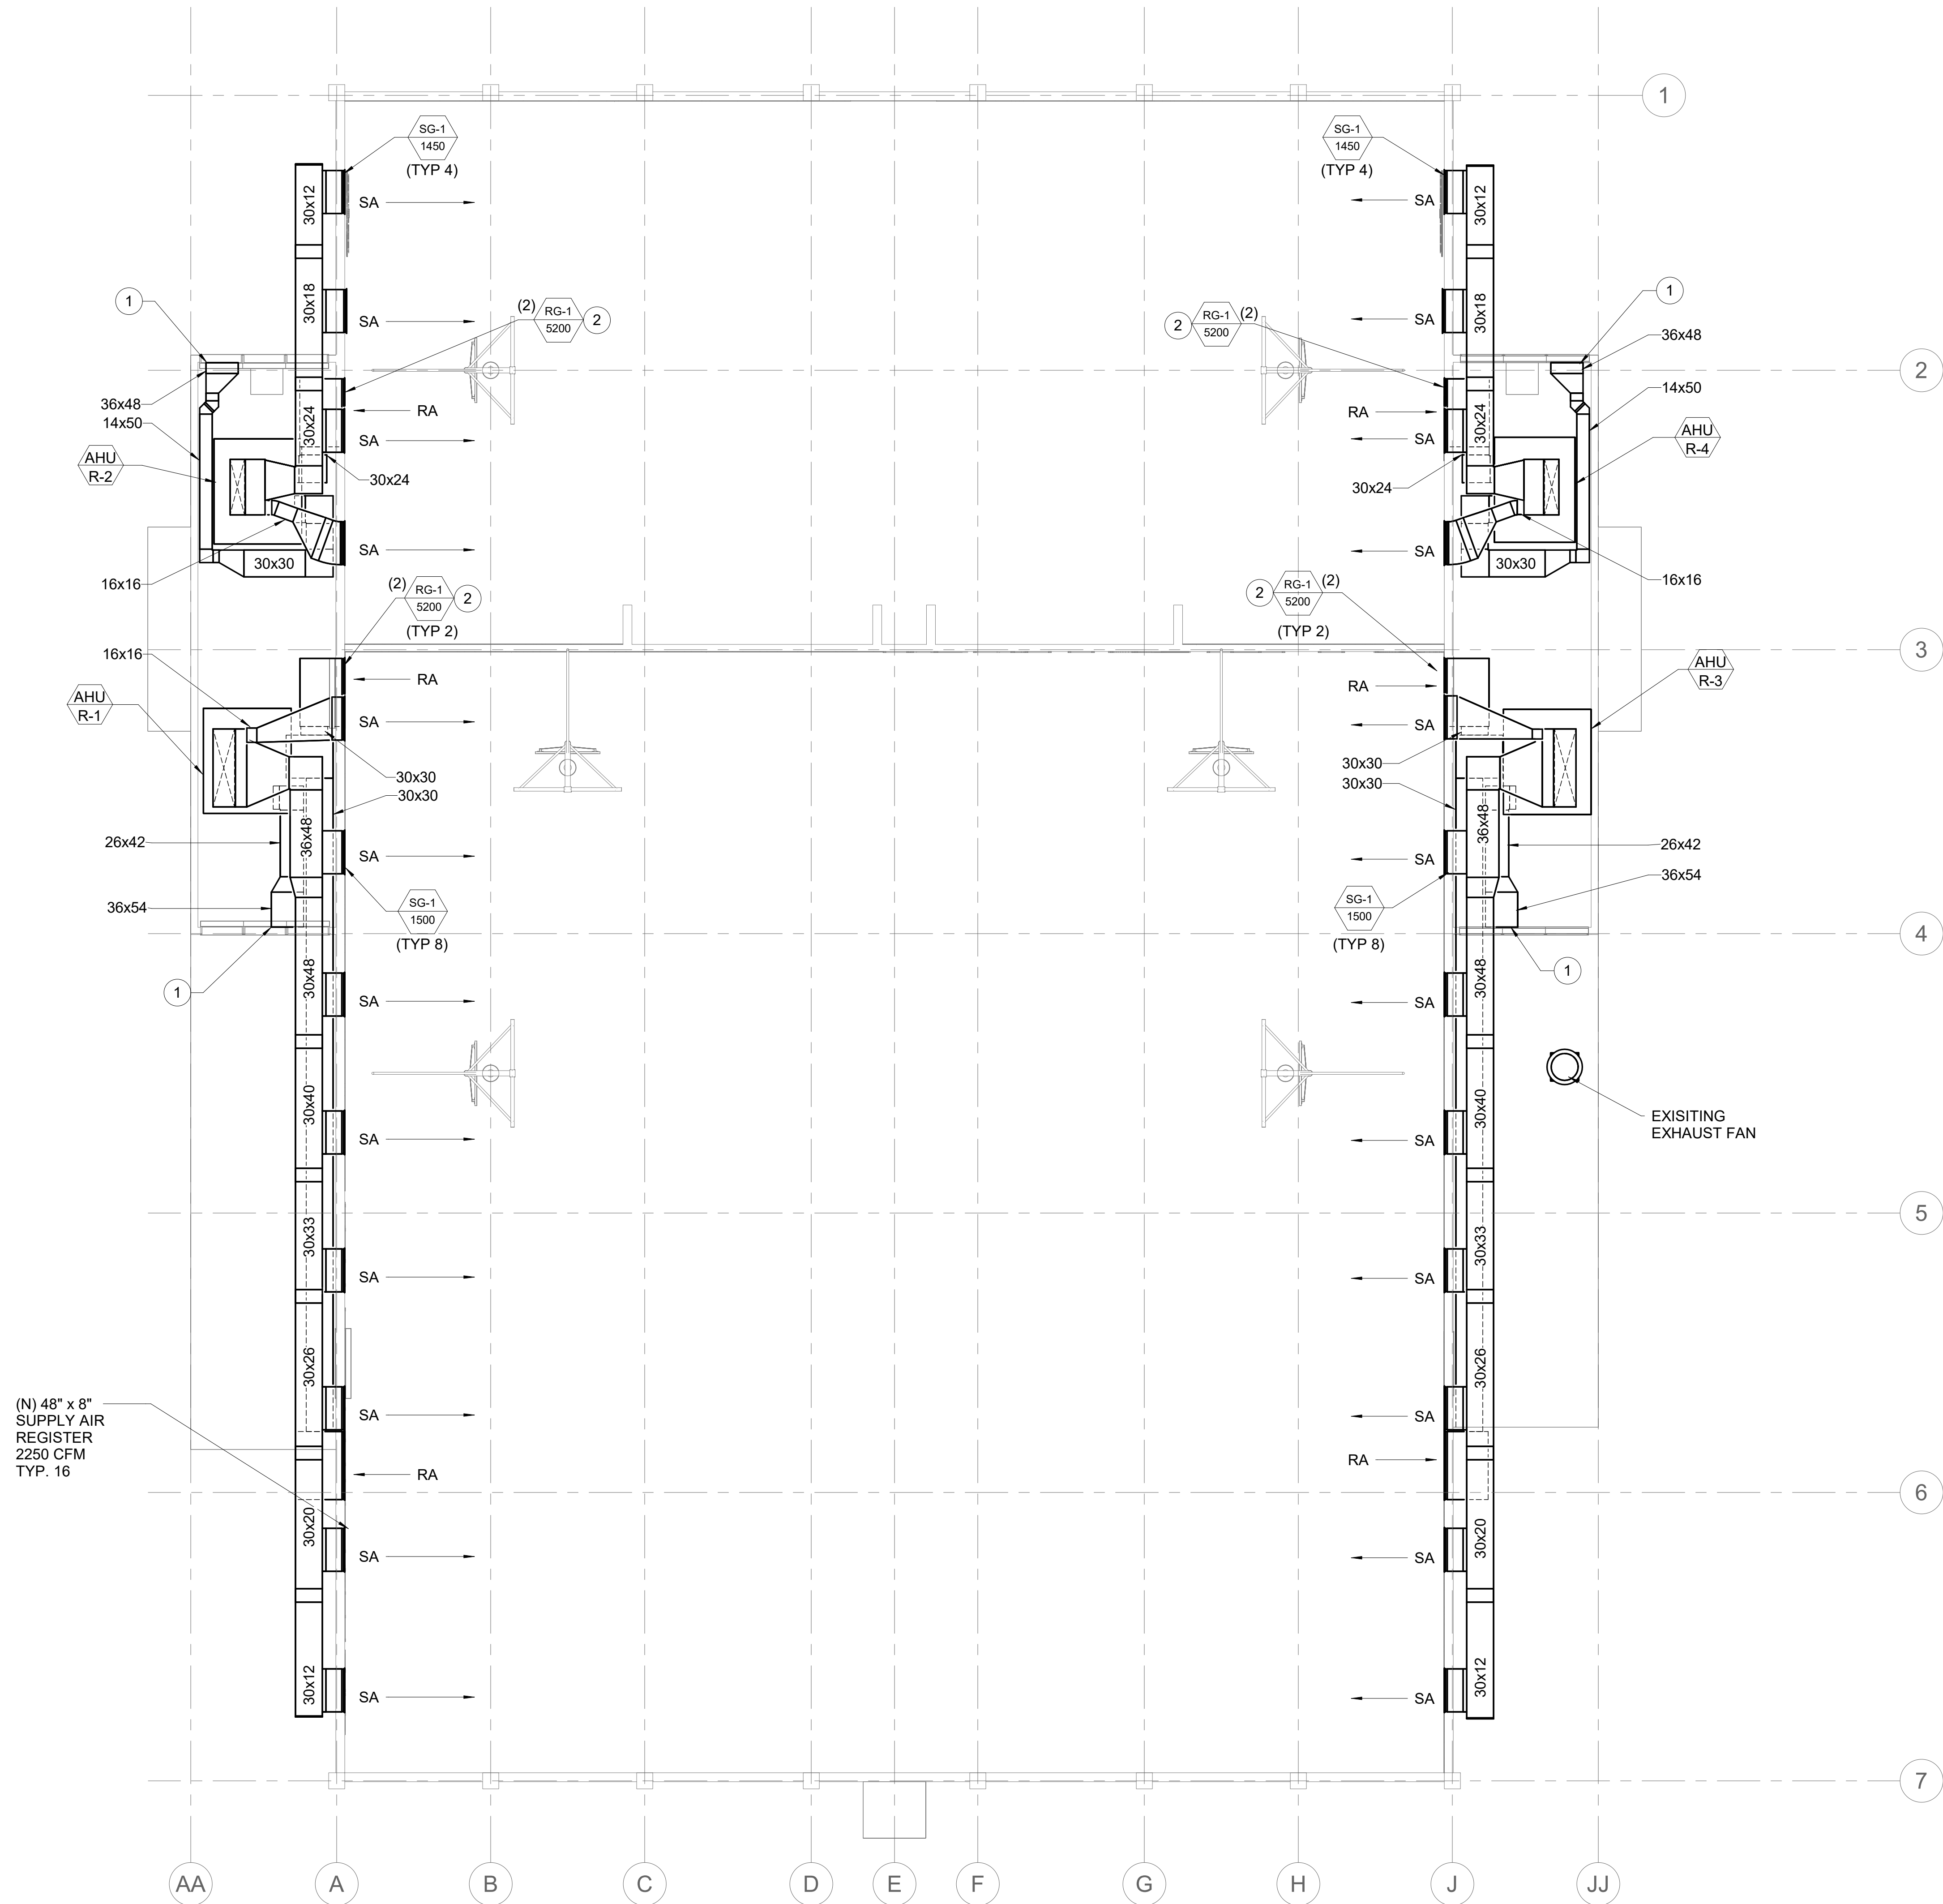 1
SG-1
1450
(TYP 4)
SG-1
1450
(TYP 4)
30x12
SA
SA
30x12
1
30x18
SA
(2)
RG-1
5200
2
2
RG-1
5200
(2)
SA
30x18
1
36x48
2
36x48
14x50
AHU
R-2
30x24
RA
SA
30x24
RA
SA
30x24
30x24
14x50
AHU
R-4
SA
SA
30x30
30x30
16x16
16x16
(2)
RG-1
5200
2
(TYP 2)
2
RG-1
5200
(2)
(TYP 2)
16x16
3
AHU
R-1
RA
SA
RA
SA
AHU
R-3
30x30
30x30
30x30
30x30
26x42
36x48
SA
SA
36x48
26x42
36x54
SG-1
1500
(TYP 8)
SG-1
1500
(TYP 8)
36x54
4
1
1
30x48
SA
SA
30x48
30x40
SA
SA
30x40
EXISITING
EXHAUST FAN
5
30x33
SA
SA
30x33
30x26
SA
SA
30x26
(N) 48" x 8"
SUPPLY AIR
REGISTER
2250 CFM
TYP. 16
RA
RA
6
30x20
SA
SA
30x20
30x12
SA
SA
30x12
7
AA
A
B
C
D
E
F
G
H
J
JJ